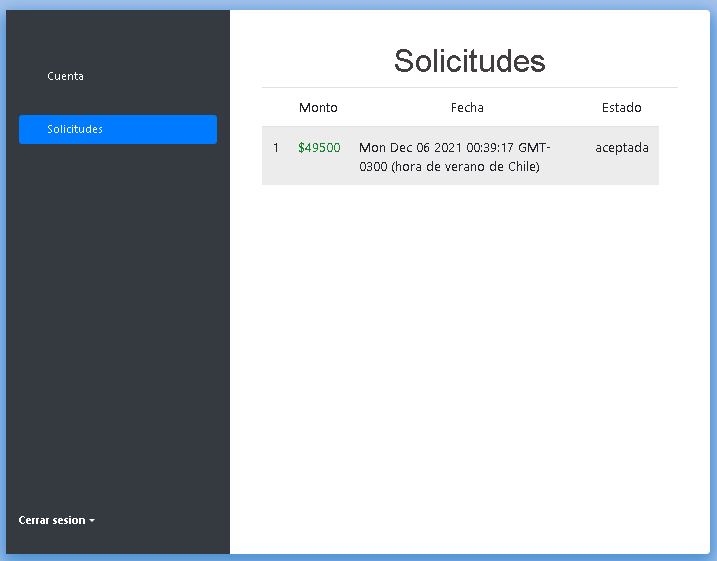 Cuenta
Solicitudes
Cerrar sesion
Solicitudes
Monto Fecha Estado
1 $49500 Mon Dec 06 2021 00:39:17 GMT- aceptada
0300 (hora de verano de Chile)